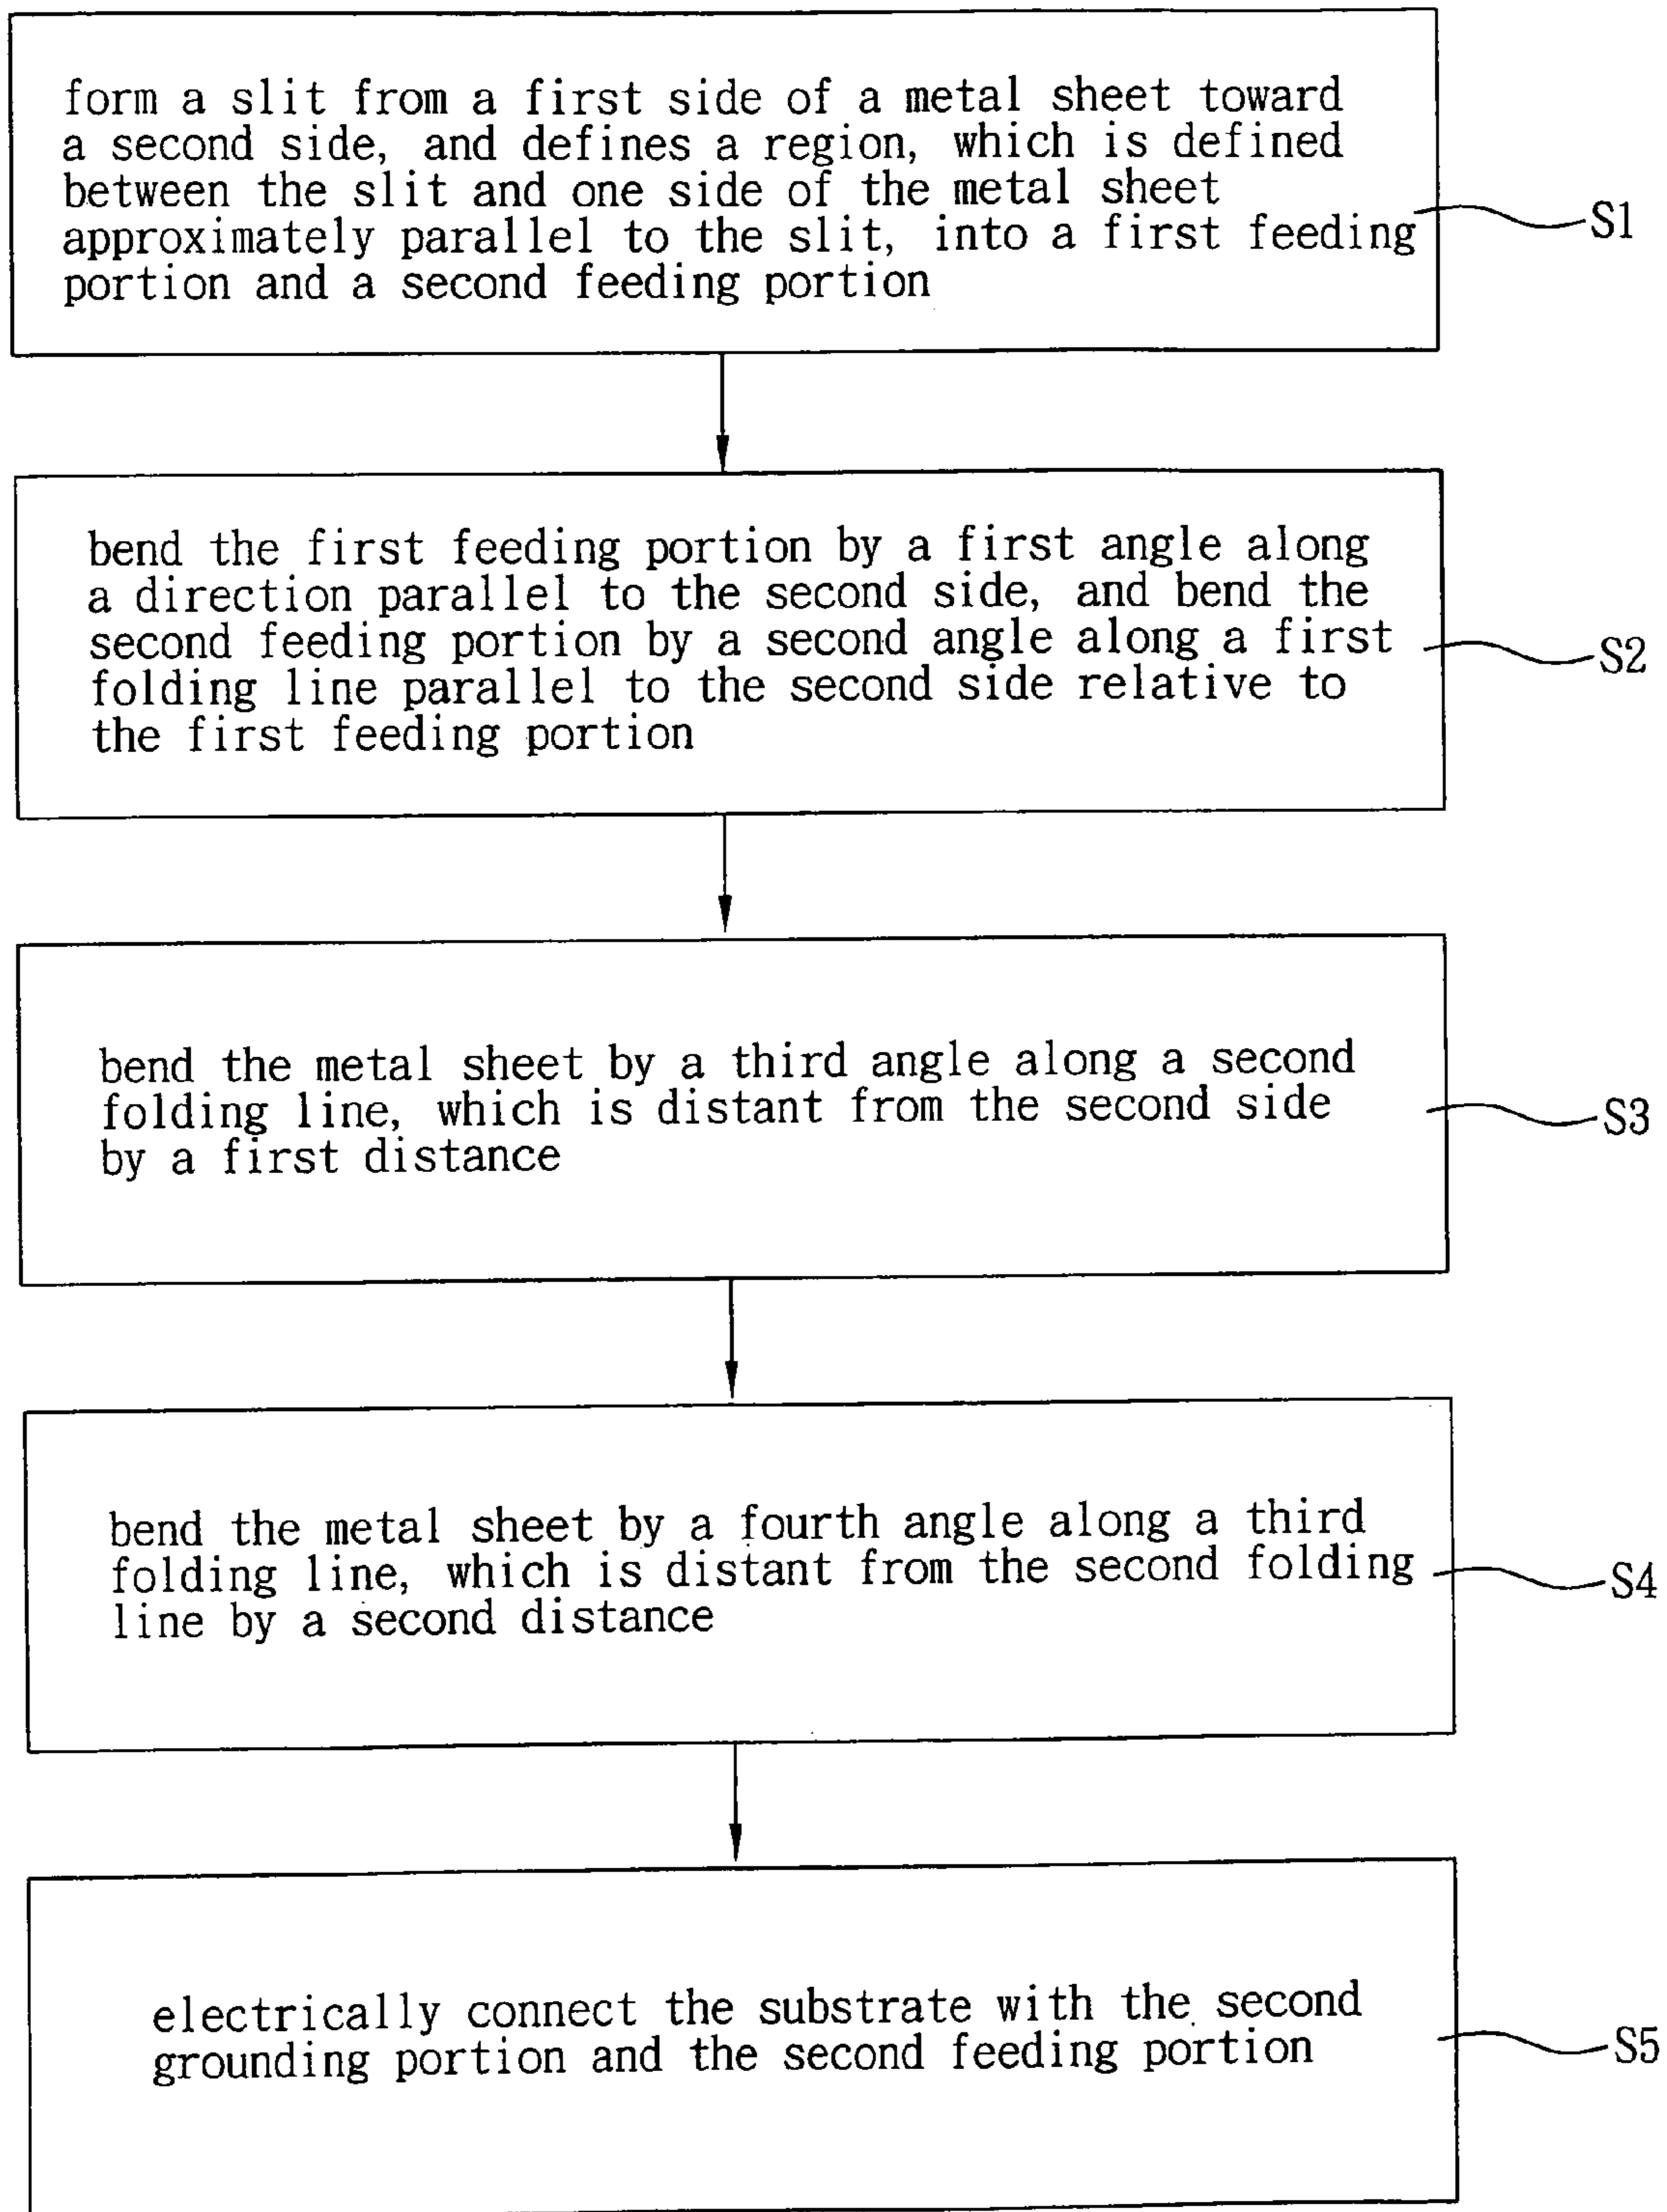 form a slit from a first side of a metal sheet toward
a second side, and defines a region, which is defined
between the slit and one side of the metal sheet
approximately parallel to the slit, into a first feeding
portion and a second feeding portion
S1
bend the first feeding portion by a first angle along
a direction parallel to the second side, and bend the
second feeding portion by a second angle along a first
folding line parallel to the second side relative to
the first feeding portion
S2
bend the metal sheet by a third angle along a second
folding line, which is distant from the second side
by a first distance
S3
bend the metal sheet by a fourth angle along a third
folding line, which is distant from the second folding
line by a second distance
S4
electrically connect the substrate with the second
grounding portion and the second feeding portion
S5